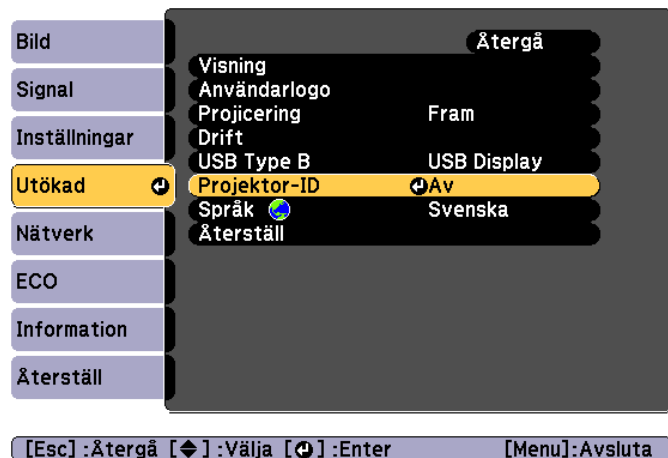 Bild
Signal
Inställningar
Utökad
Nätverk
ECO
Information
Återställ
Återgå
Visning
Användarlogo
Projicering Fram
Drift
USB Type B USB Display
Projektor-ID Av
Språk Svenska
Återställ
[Esc] :Återgå [◆] :Välja [⏎] :Enter [Menu]:Avsluta